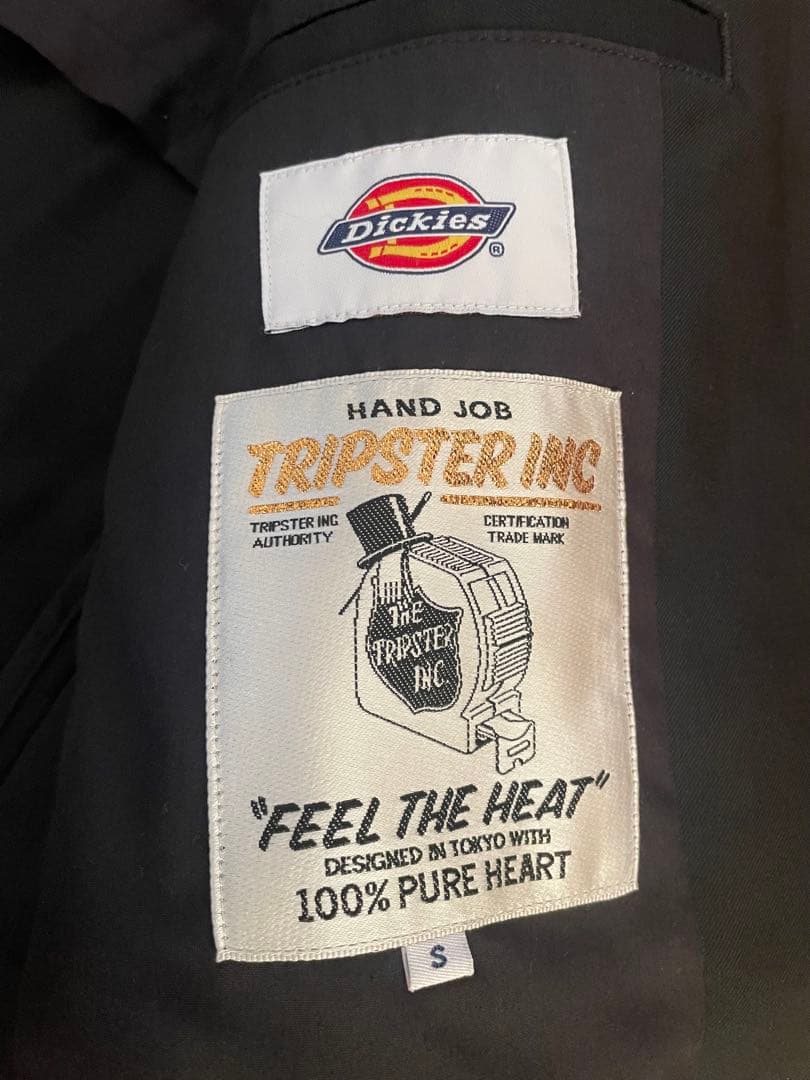 Dickies
®
HAND JOB
TRIPSTER INC
TRIPSTER INC
AUTHORITY
CERTIFICATION
TRADE MARK
THE
TRIPSTER
INC
"FEEL THE HEAT"
DESIGNED IN TOKYO WITH
100% PURE HEART
S